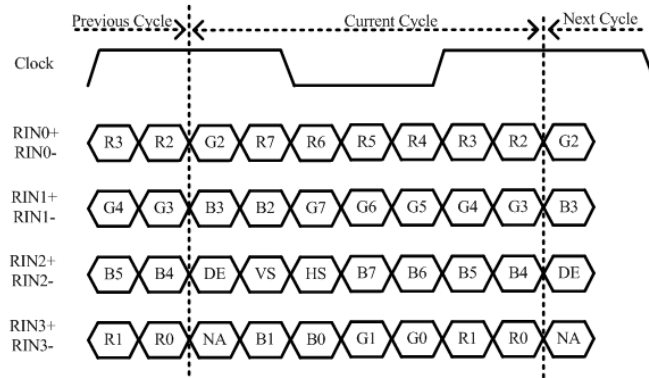 Previous Cycle Current Cycle Next Cycle
Clock
RIN0+
RIN0-
R3 R2 G2 R7 R6 R5 R4 R3 R2 G2
RIN1+
RIN1-
G4 G3 B3 B2 G7 G6 G5 G4 G3 B3
RIN2+
RIN2-
B5 B4 DE VS HS B7 B6 B5 B4 DE
RIN3+
RIN3-
R1 R0 NA B1 B0 G1 G0 R1 R0 NA